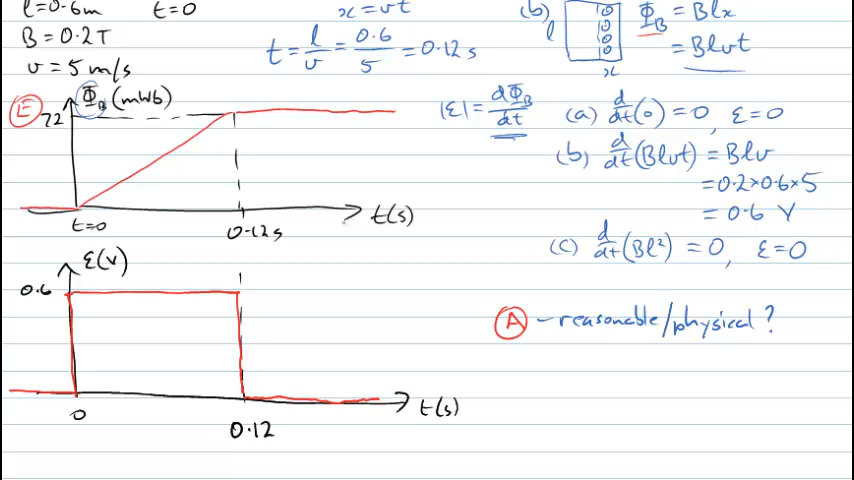 l=0.6m t=0 x=vt (b) l x Φ_B = Blx
B=0.2T t = l/v = 0.6/5 = 0.12 s = Blvt
v = 5 m/s
E Φ_B (mWb) |ε| = dΦ_B/dt (a) d/dt(0) = 0, ε=0
72
(b) d/dt(Blvt) = Blv
= 0.2×0.6×5
t=0 0.12s t(s) = 0.6 V
(c) d/dt(Bl²) = 0, ε=0
ε(V)
0.6
A - reasonable/physical?
0 0.12 t(s)